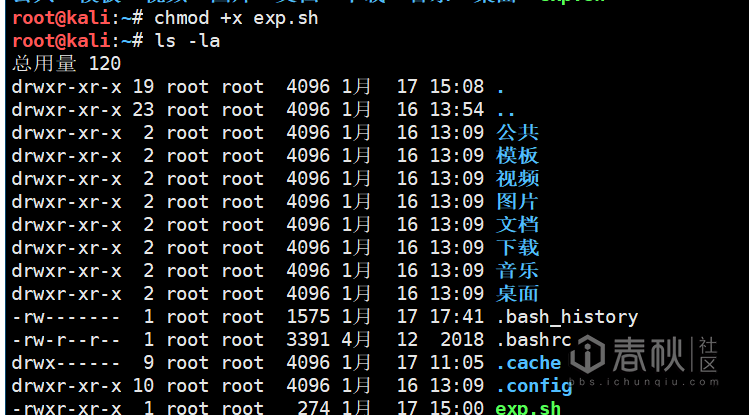 root@kali:~# chmod +x exp.sh
root@kali:~# ls -la
总用量 120
drwxr-xr-x 19 root root  4096 1月  17 15:08 .
drwxr-xr-x 23 root root  4096 1月  16 13:54 ..
drwxr-xr-x  2 root root  4096 1月  16 13:09 公共
drwxr-xr-x  2 root root  4096 1月  16 13:09 模板
drwxr-xr-x  2 root root  4096 1月  16 13:09 视频
drwxr-xr-x  2 root root  4096 1月  16 13:09 图片
drwxr-xr-x  2 root root  4096 1月  16 13:09 文档
drwxr-xr-x  2 root root  4096 1月  16 13:09 下载
drwxr-xr-x  2 root root  4096 1月  16 13:09 音乐
drwxr-xr-x  2 root root  4096 1月  16 13:09 桌面
-rw-------  1 root root  1575 1月  17 17:41 .bash_history
-rw-r--r--  1 root root  3391 4月  12  2018 .bashrc
drwx------  9 root root  4096 1月  17 11:05 .cache
drwxr-xr-x 10 root root  4096 1月  16 13:09 .config
-rwxr-xr-x  1 root root   274 1月  17 15:00 exp.sh
春秋 社区
bbs.ichunqiu.com